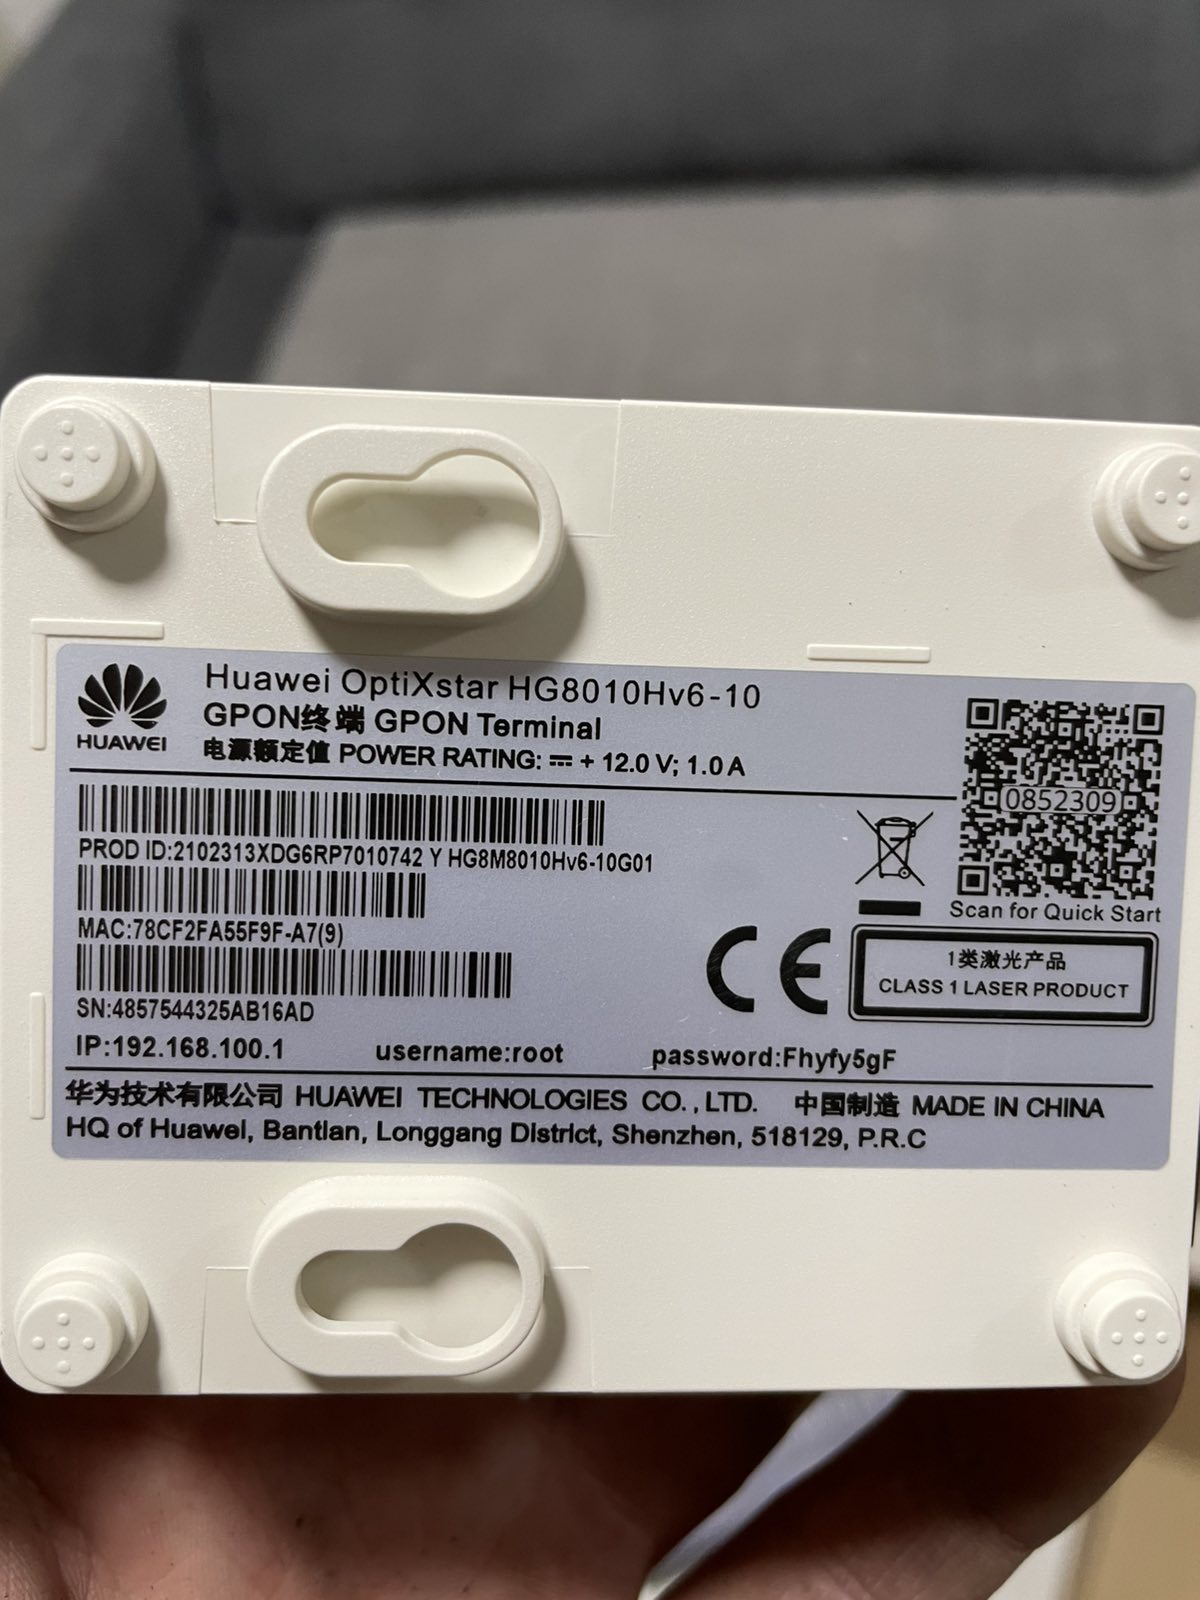 HUAWEI
Huawei OptiXstar HG8010Hv6-10
GPON终端 GPON Terminal
电源额定值 POWER RATING: ⎓ + 12.0 V; 1.0 A
0852309
PROD ID:2102313XDG6RP7010742 Y HG8M8010Hv6-10G01
Scan for Quick Start
MAC:78CF2FA55F9F-A7(9)
CE
1类激光产品
CLASS 1 LASER PRODUCT
SN:4857544325AB16AD
IP:192.168.100.1 username:root password:Fhyfy5gF
华为技术有限公司 HUAWEI TECHNOLOGIES CO., LTD. 中国制造 MADE IN CHINA
HQ of Huawei, Bantian, Longgang District, Shenzhen, 518129, P.R.C